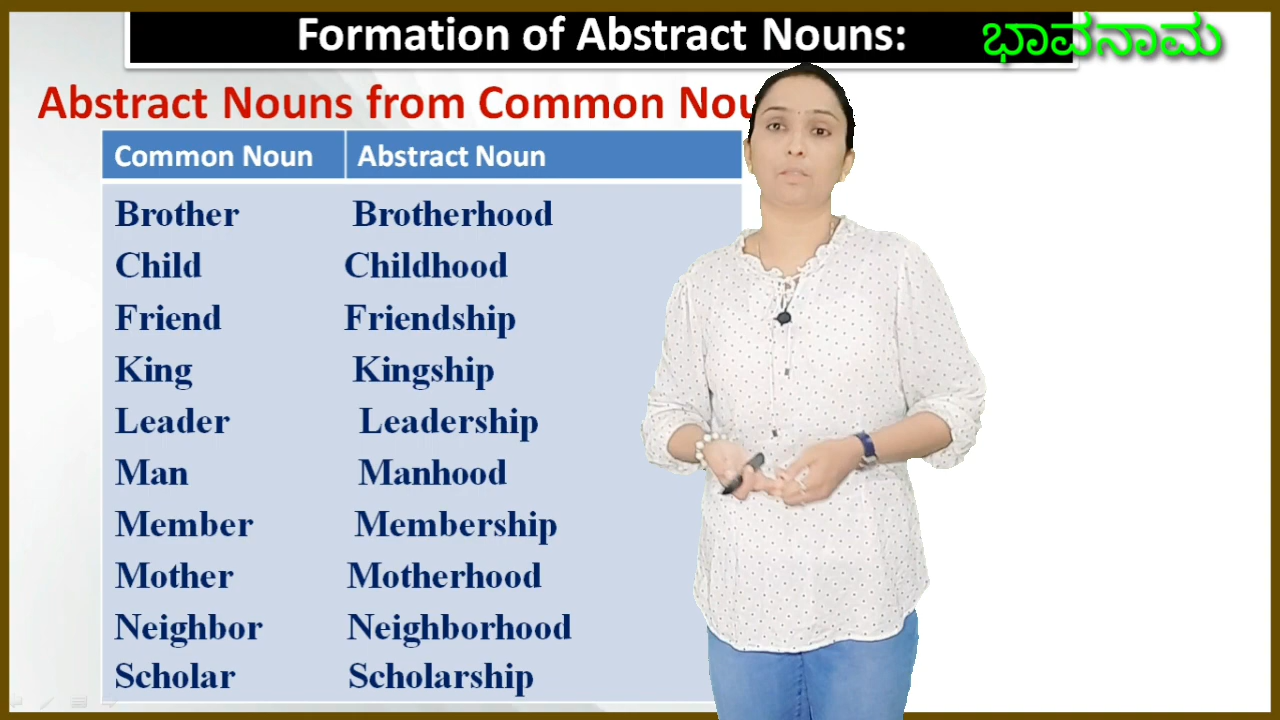 Formation of Abstract Nouns: ಭಾವನಾಮ
Abstract Nouns from Common Nou
Common Noun Abstract Noun
Brother Brotherhood
Child Childhood
Friend Friendship
King Kingship
Leader Leadership
Man Manhood
Member Membership
Mother Motherhood
Neighbor Neighborhood
Scholar Scholarship